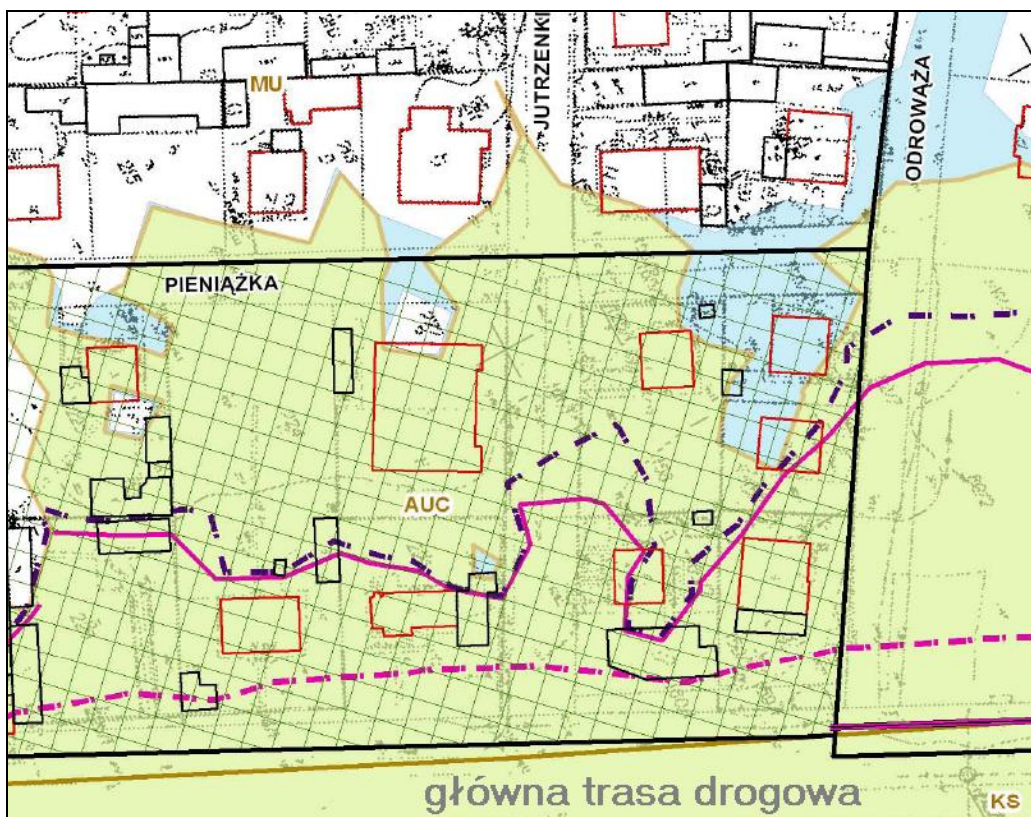 MU
JUTRZENKI
ODROWĄŻA
PIENIĄŻKA
AUC
główna trasa drogowa
KS